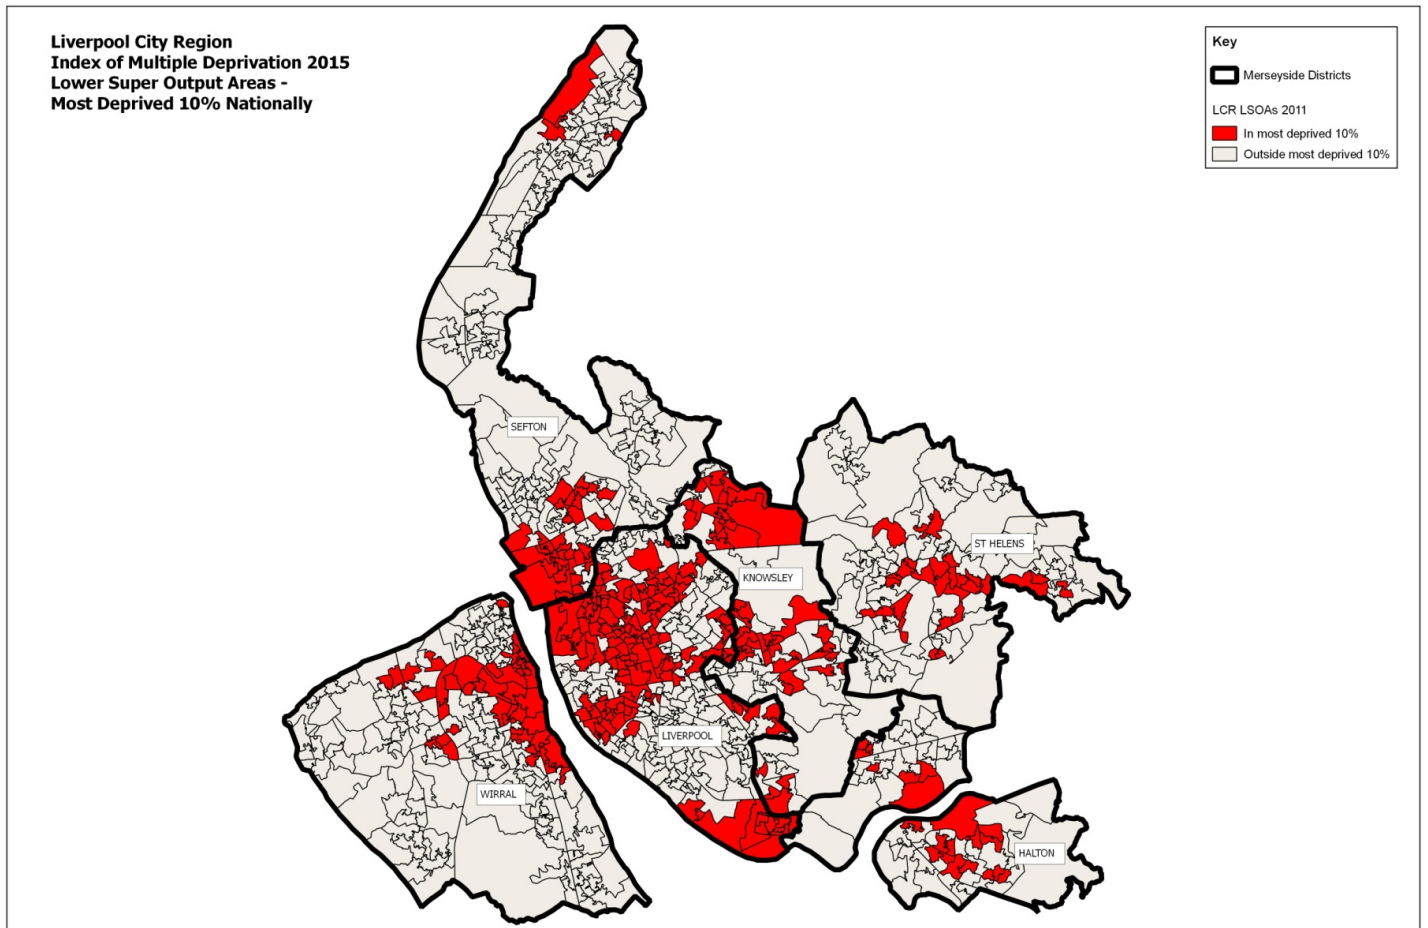 Liverpool City Region
Index of Multiple Deprivation 2015
Lower Super Output Areas -
Most Deprived 10% Nationally
Key
Merseyside Districts
LCR LSOAs 2011
In most deprived 10%
Outside most deprived 10%
SEFTON
ST HELENS
KNOWSLEY
LIVERPOOL
WIRRAL
HALTON